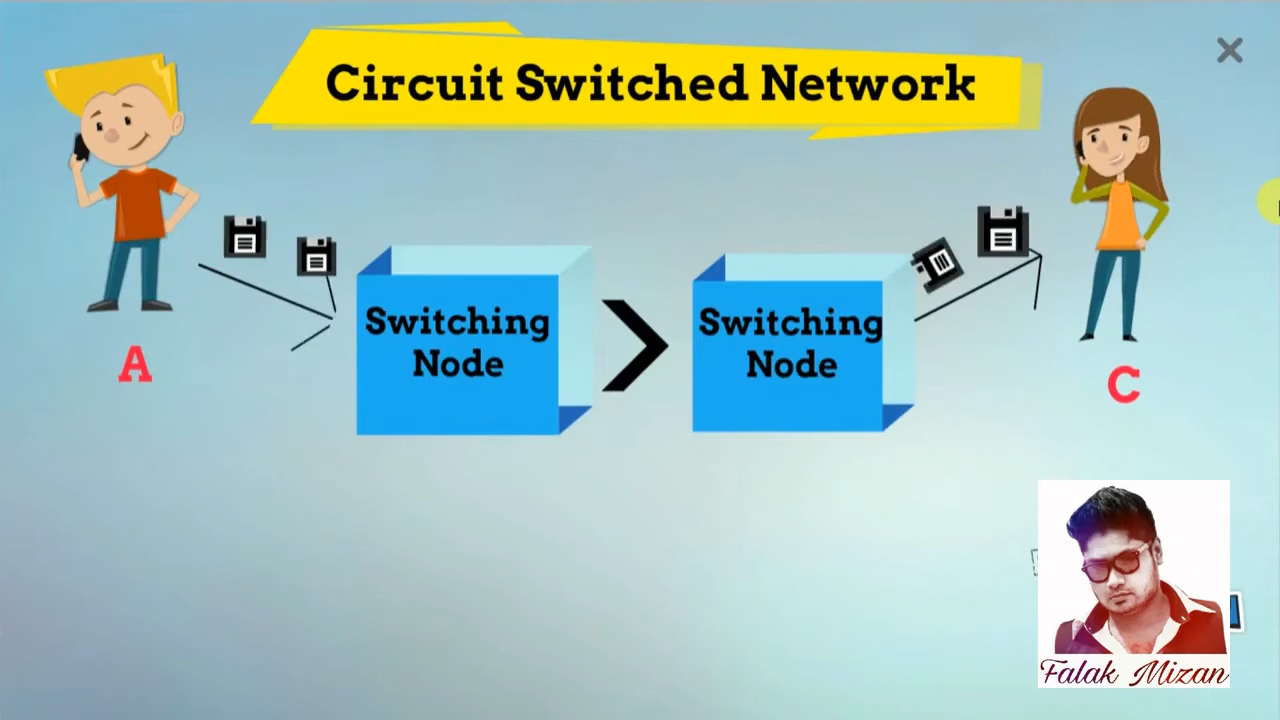 Circuit Switched Network
Switching
Node
Switching
Node
A
C
Falak Mizan